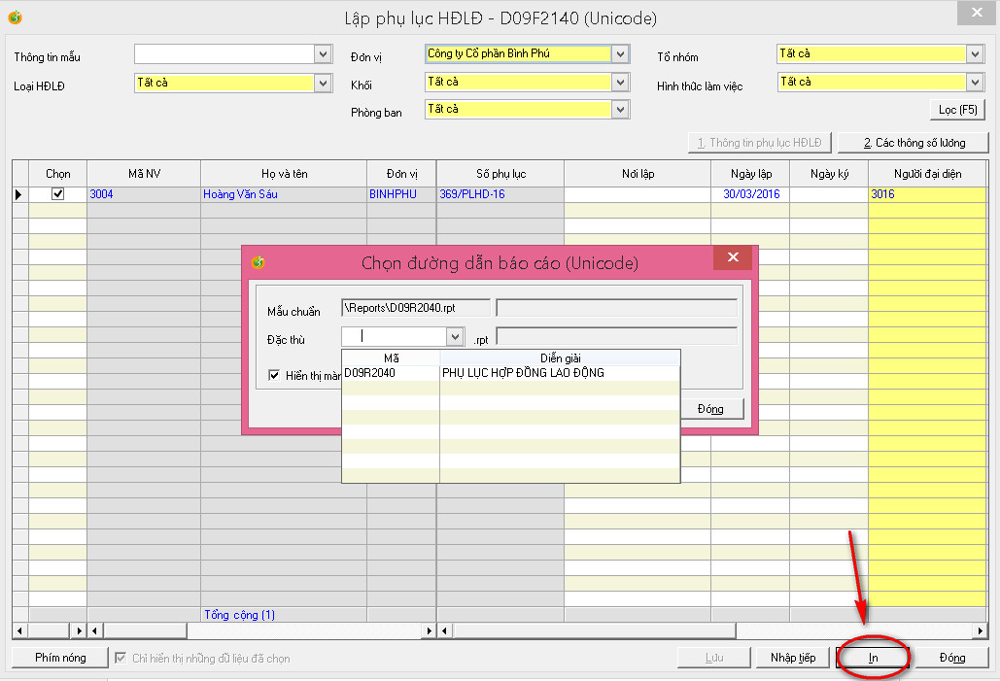 Lập phụ lục HĐLĐ - D09F2140 (Unicode)
Thông tin mẫu
Đơn vị Công ty Cổ phần Bình Phú
Tổ nhóm Tất cả
Loại HĐLĐ Tất cả
Khối Tất cả
Hình thức làm việc Tất cả
Phòng ban Tất cả
Lọc (F5)
1. Thông tin phụ lục HĐLĐ
2. Các thông số lương
Chọn Mã NV Họ và tên Đơn vị Số phụ lục Nơi lập Ngày lập Ngày ký Người đại diện
3004 Hoàng Văn Sáu BINHPHU 369/PLHD-16 30/03/2016 3016
Chọn đường dẫn báo cáo (Unicode)
Mẫu chuẩn \Reports\D09R2040.rpt
Đặc thù .rpt
Mã Diễn giải
Hiển thị màn
D09R2040 PHỤ LỤC HỢP ĐỒNG LAO ĐỘNG
Đóng
Tổng cộng (1)
Phím nóng
Chỉ hiển thị những dữ liệu đã chọn
Lưu
Nhập tiếp
In
Đóng